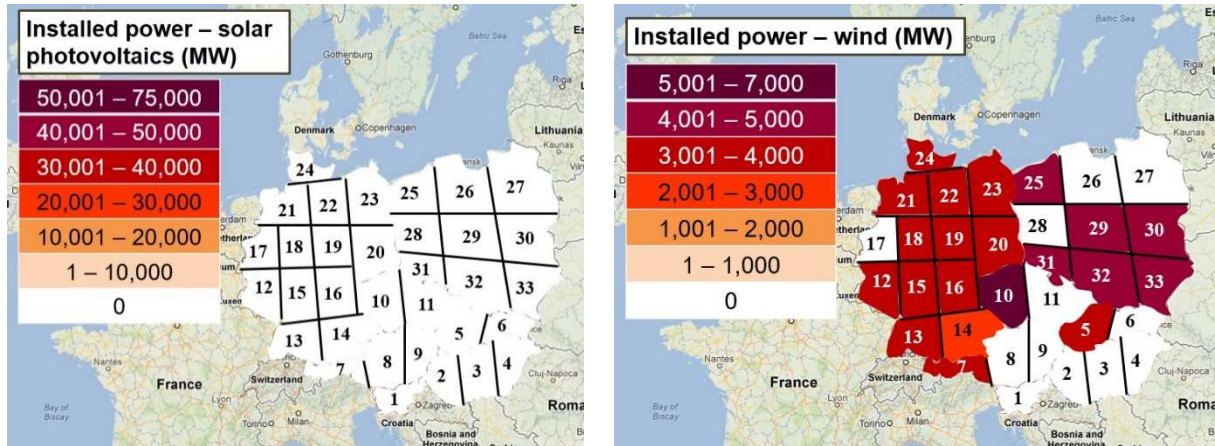 Installed power – solar
photovoltaics (MW)
50,001 – 75,000
40,001 – 50,000
30,001 – 40,000
20,001 – 30,000
10,001 – 20,000
1 – 10,000
0
Baltic Sea
Gothenburg
Denmark
Copenhagen
Riga
Lithuania
Kaunas
24
25
26
27
21
22
23
17
18
19
20
28
29
30
12
15
16
10
31
32
33
11
13
14
5
6
7
8
9
2
3
4
1
Nantes
France
Switzerland
Lyon
Torino
Milan
Zagreb
Croatia
Bosnia and
Herzegovina
Cluj-Napoca
Roma
Bay of
Biscay
Installed power – wind (MW)
5,001 – 7,000
4,001 – 5,000
3,001 – 4,000
2,001 – 3,000
1,001 – 2,000
1 – 1,000
0
Baltic Sea
Gothenburg
Denmark
Copenhagen
Riga
Lithuania
Kaunas
24
25
26
27
21
22
23
17
18
19
20
28
29
30
12
15
16
10
31
32
33
11
13
14
5
6
7
8
9
2
3
4
1
Nantes
France
Switzerland
Lyon
Torino
Milan
Zagreb
Croatia
Bosnia and
Herzegovina
Cluj-Napoca
Roma
Bay of
Biscay